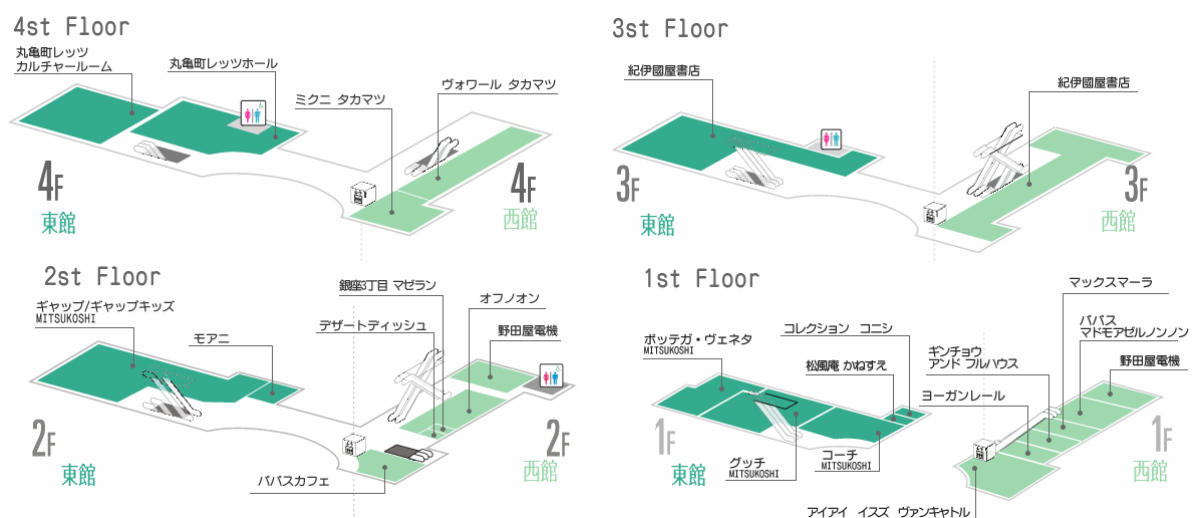 4st Floor
丸亀町レッツ
カルチャールーム
丸亀町レッツホール
ミクニ タカマツ
ヴォワール タカマツ
4F
東館
4F
西館
3st Floor
紀伊國屋書店
紀伊國屋書店
3F
東館
3F
西館
2st Floor
ギャップ/ギャップキッズ
MITSUKOSHI
モアニ
銀座3丁目 マゼラン
デザートディッシュ
オフノオン
野田屋電機
パパスカフェ
2F
東館
2F
西館
1st Floor
ボッテガ・ヴェネタ
MITSUKOSHI
コレクション コニシ
松風庵 かねすえ
マックスマーラ
パパス
マドモアゼルノンノン
ギンチョウ
アンド フルハウス
野田屋電機
ヨーガンレール
グッチ
MITSUKOSHI
コーチ
MITSUKOSHI
アイアイ イスズ ヴァンキャトル
1F
東館
1F
西館